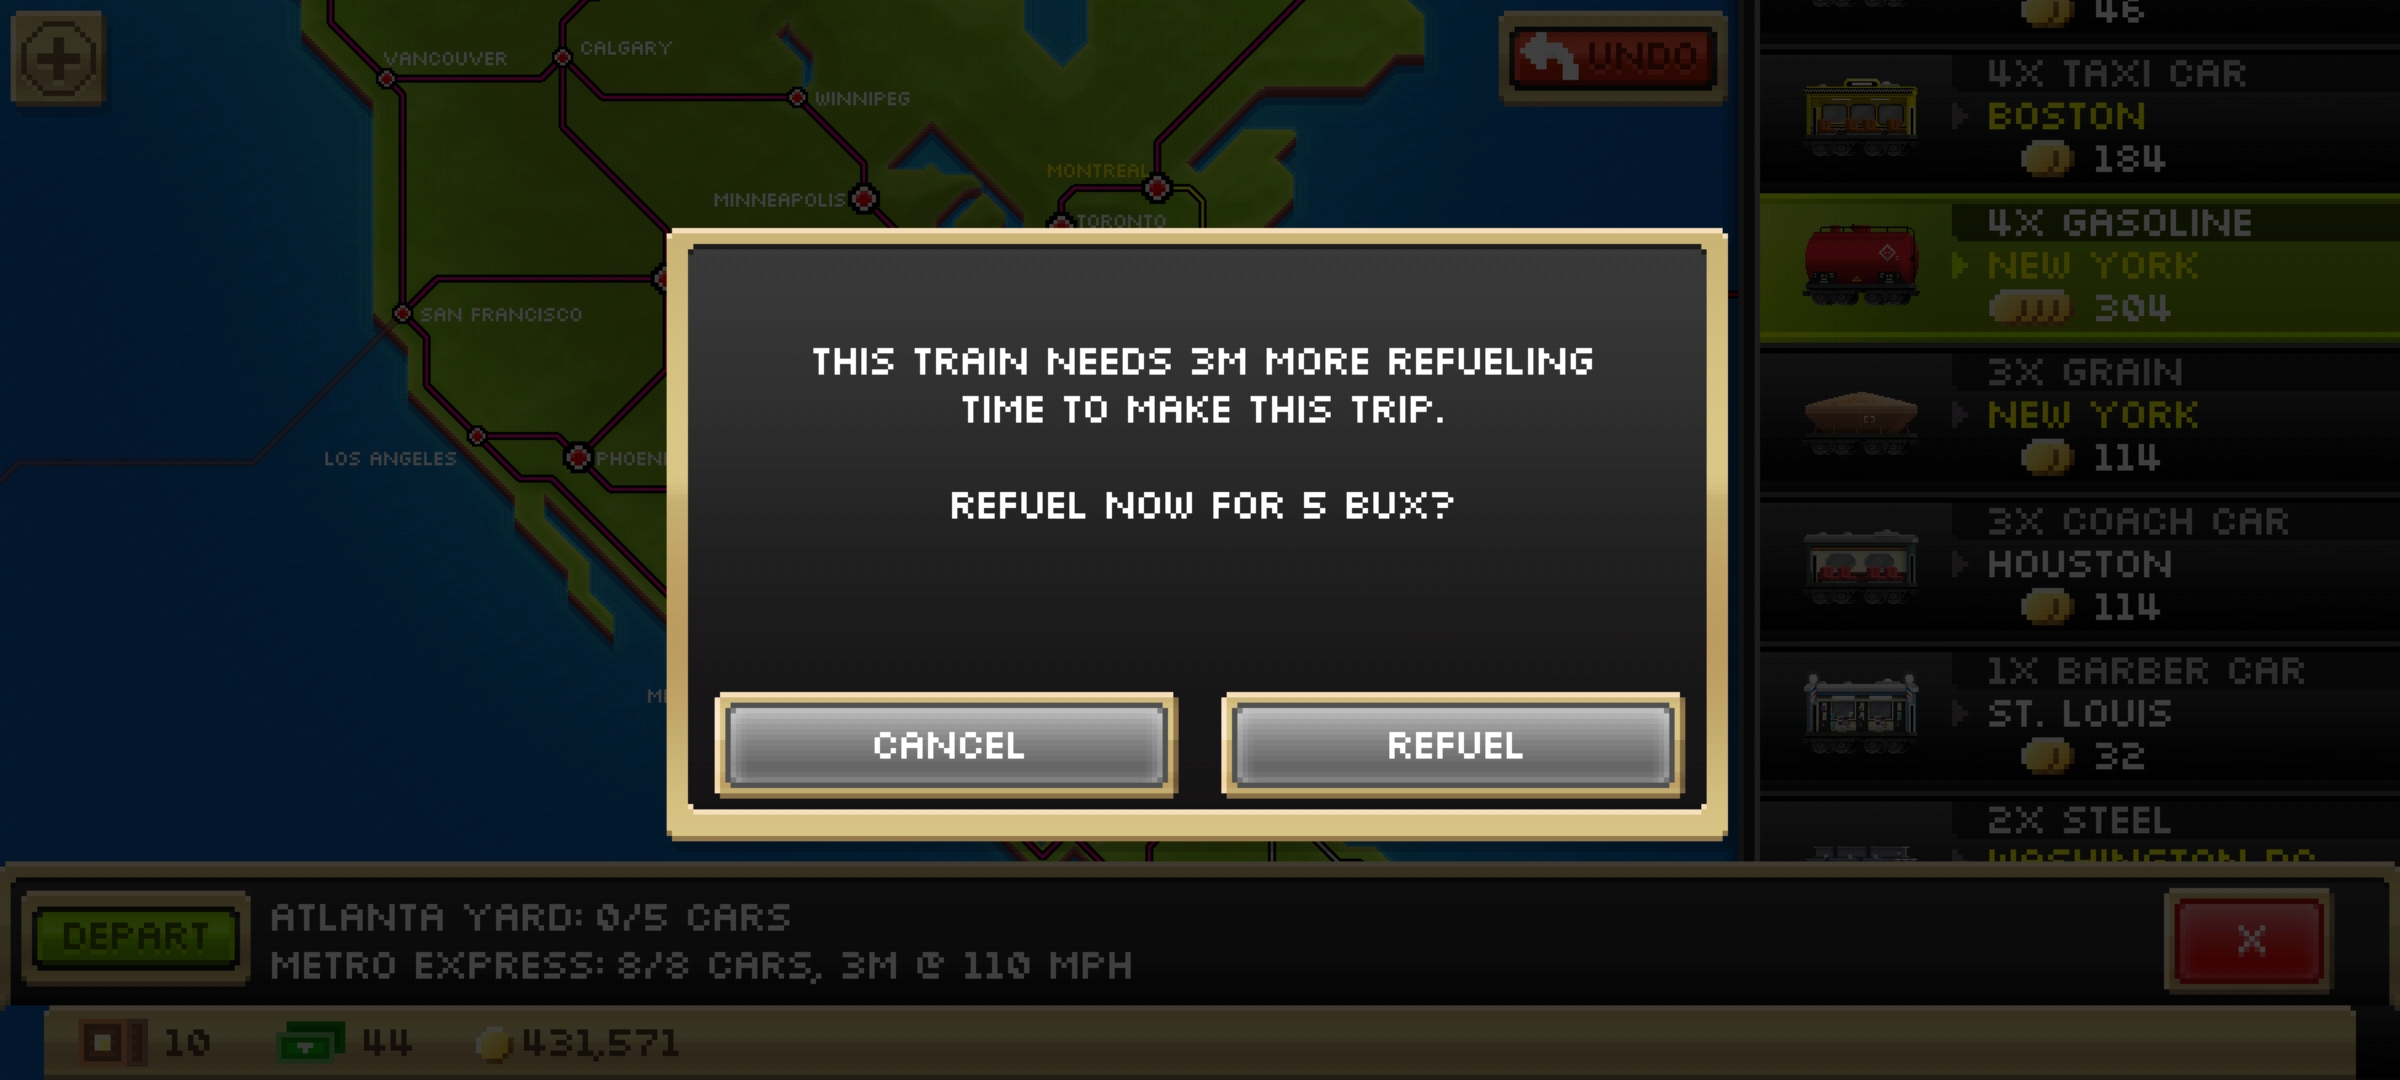 46
VANCOUVER
CALGARY
UNDO
4X TAXI CAR
BOSTON
184
WINNIPEG
MONTREAL
MINNEAPOLIS
TORONTO
4X GASOLINE
NEW YORK
304
SAN FRANCISCO
THIS TRAIN NEEDS 3M MORE REFUELING
TIME TO MAKE THIS TRIP.
REFUEL NOW FOR 5 BUX?
3X GRAIN
NEW YORK
114
LOS ANGELES
3X COACH CAR
HOUSTON
114
1X BARBER CAR
ST. LOUIS
32
CANCEL
REFUEL
2X STEEL
WASHINGTON DC
DEPART
ATLANTA YARD: 0/5 CARS
METRO EXPRESS: 8/8 CARS, 3M @ 110 MPH
X
10
44
431,571